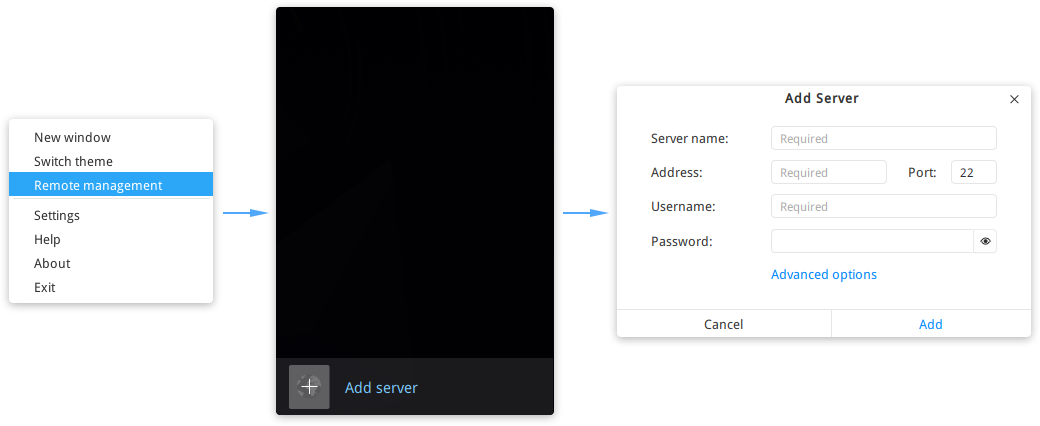 New window
Switch theme
Remote management
Settings
Help
About
Exit
Add server
Add Server
Server name: Required
Address: Required Port: 22
Username: Required
Password:
Advanced options
Cancel Add